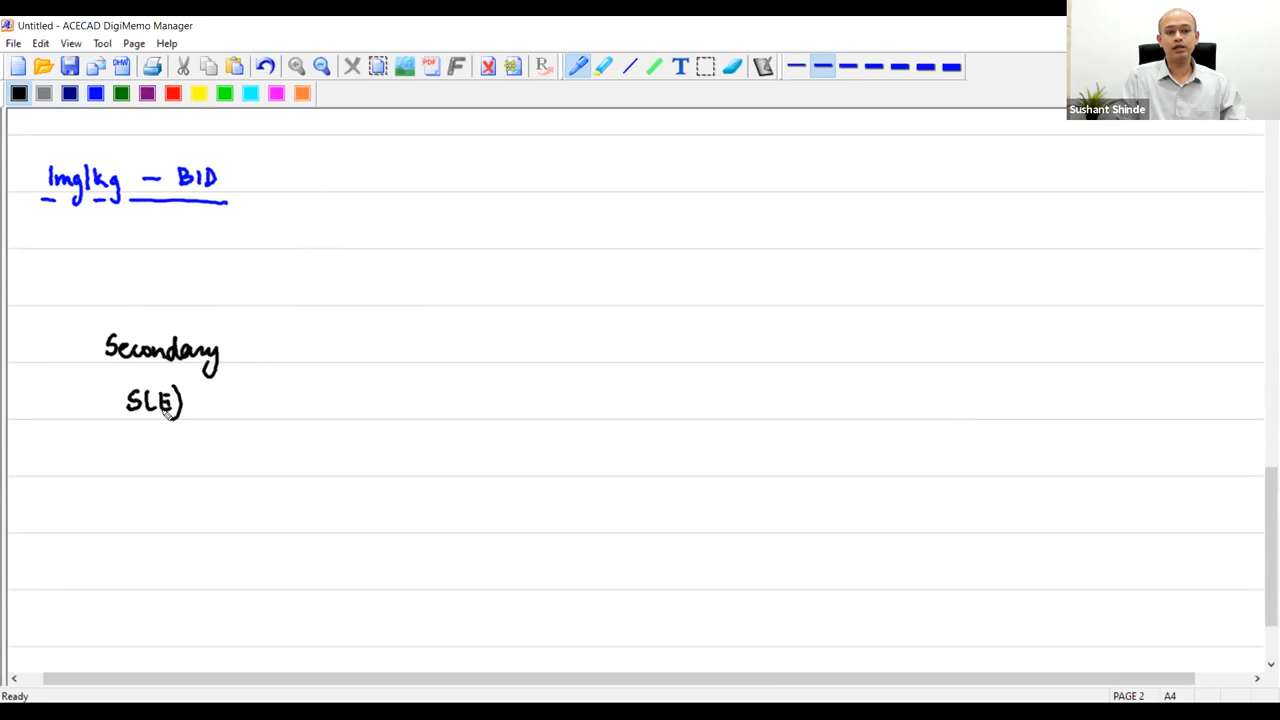 Untitled - ACECAD DigiMemo Manager
File Edit View Tool Page Help
Sushant Shinde
1mg/kg — BID
Secondary
SLE)
Ready
PAGE 2 A4